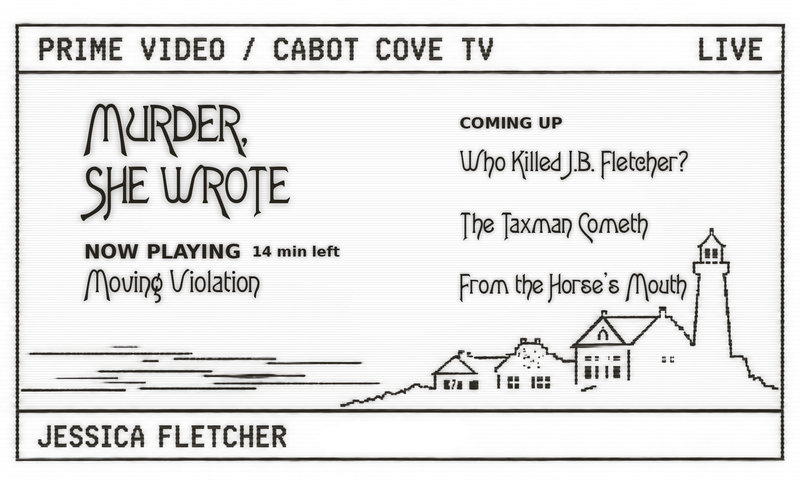 PRIME VIDEO / CABOT COVE TV LIVE
MURDER,
SHE WROTE
NOW PLAYING 14 min left
Moving Violation
COMING UP
Who Killed J.B. Fletcher?
The Taxman Cometh
From the Horse's Mouth
JESSICA FLETCHER